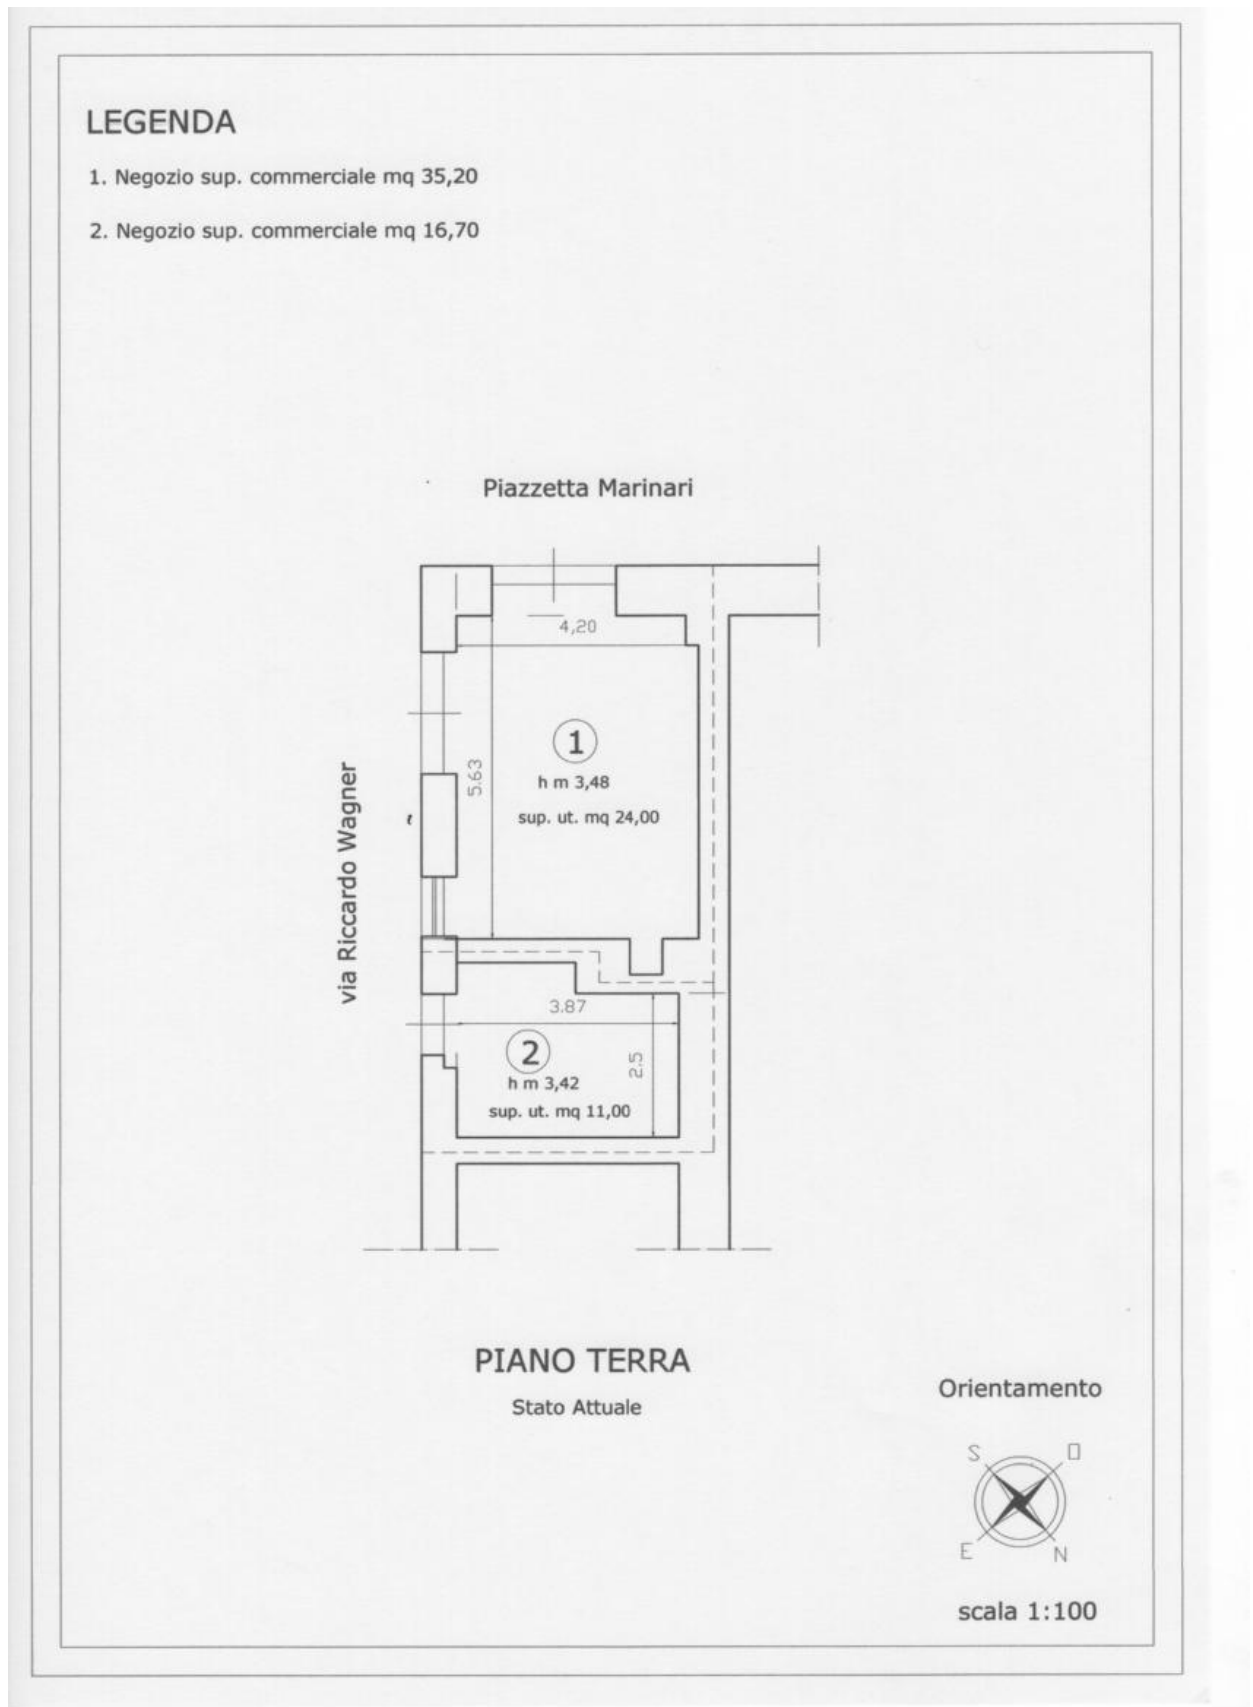 LEGENDA
1. Negozio sup. commerciale mq 35,20
2. Negozio sup. commerciale mq 16,70
Piazzetta Marinari
4,20
1
h m 3,48
sup. ut. mq 24,00
5.63
via Riccardo Wagner
3.87
2
h m 3,42
sup. ut. mq 11,00
2.5
PIANO TERRA
Stato Attuale
Orientamento
S O
E N
scala 1:100